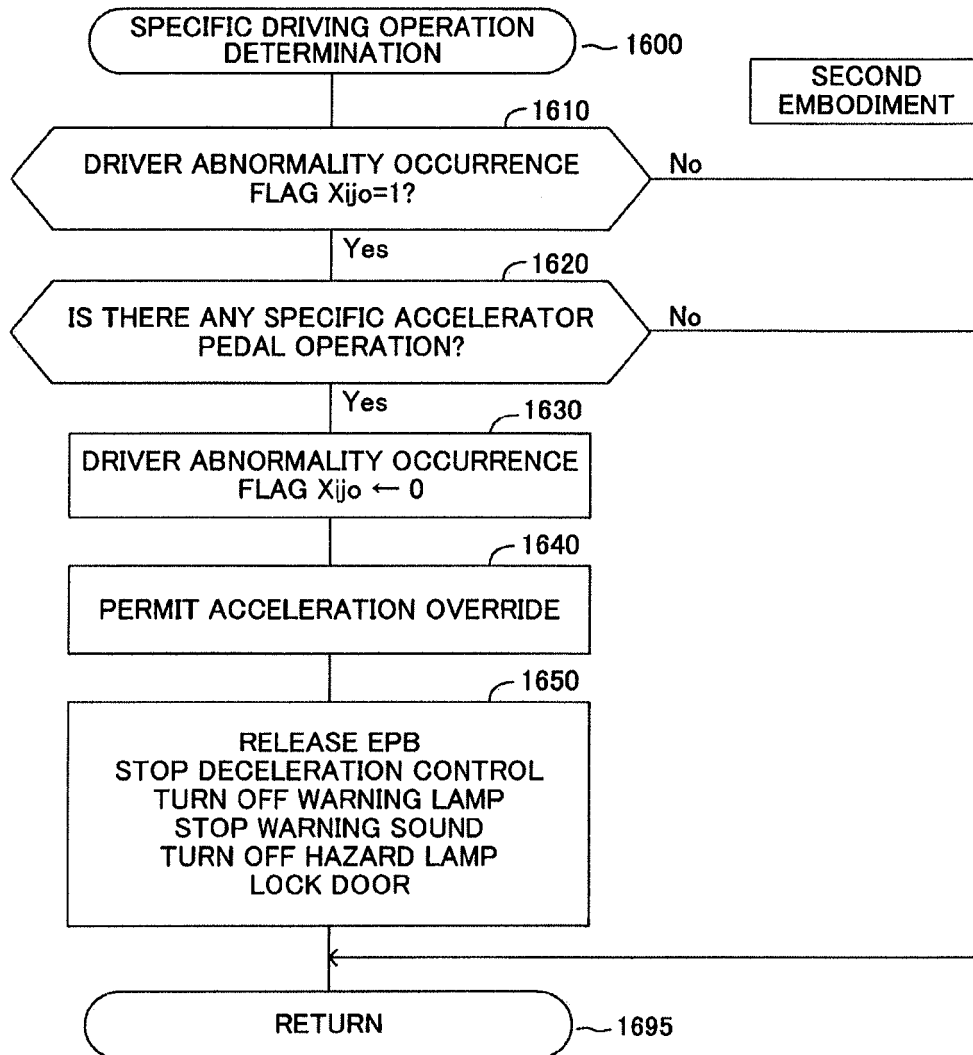 SPECIFIC DRIVING OPERATION
DETERMINATION
1600
SECOND
EMBODIMENT
1610
DRIVER ABNORMALITY OCCURRENCE
FLAG Xijo=1?
No
Yes
1620
IS THERE ANY SPECIFIC ACCELERATOR
PEDAL OPERATION?
No
Yes
1630
DRIVER ABNORMALITY OCCURRENCE
FLAG Xijo ← 0
1640
PERMIT ACCELERATION OVERRIDE
1650
RELEASE EPB
STOP DECELERATION CONTROL
TURN OFF WARNING LAMP
STOP WARNING SOUND
TURN OFF HAZARD LAMP
LOCK DOOR
RETURN
1695